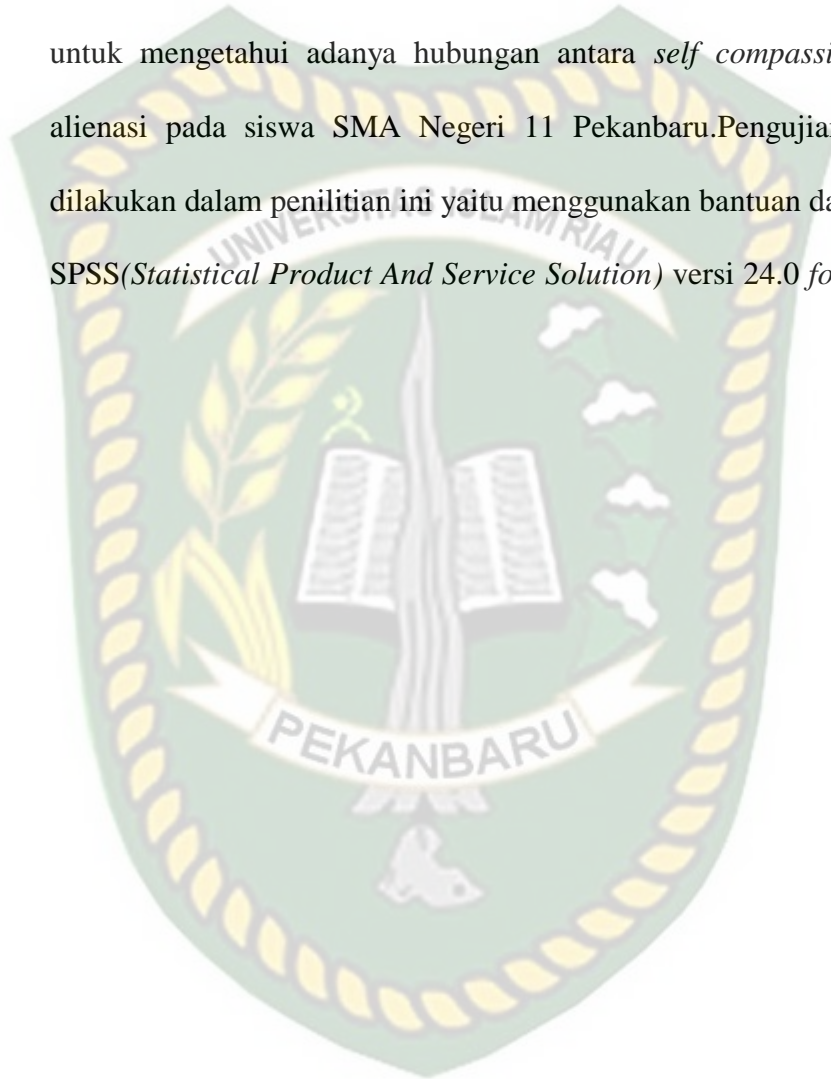 untuk mengetahui adanya hubungan antara self compassi
alienasi pada siswa SMA Negeri 11 Pekanbaru.Pengujian
dilakukan dalam penilitian ini yaitu menggunakan bantuan da
SPSS(Statistical Product And Service Solution) versi 24.0 fo
UNIVERSITAS ISLAM RIAU
PEKANBARU